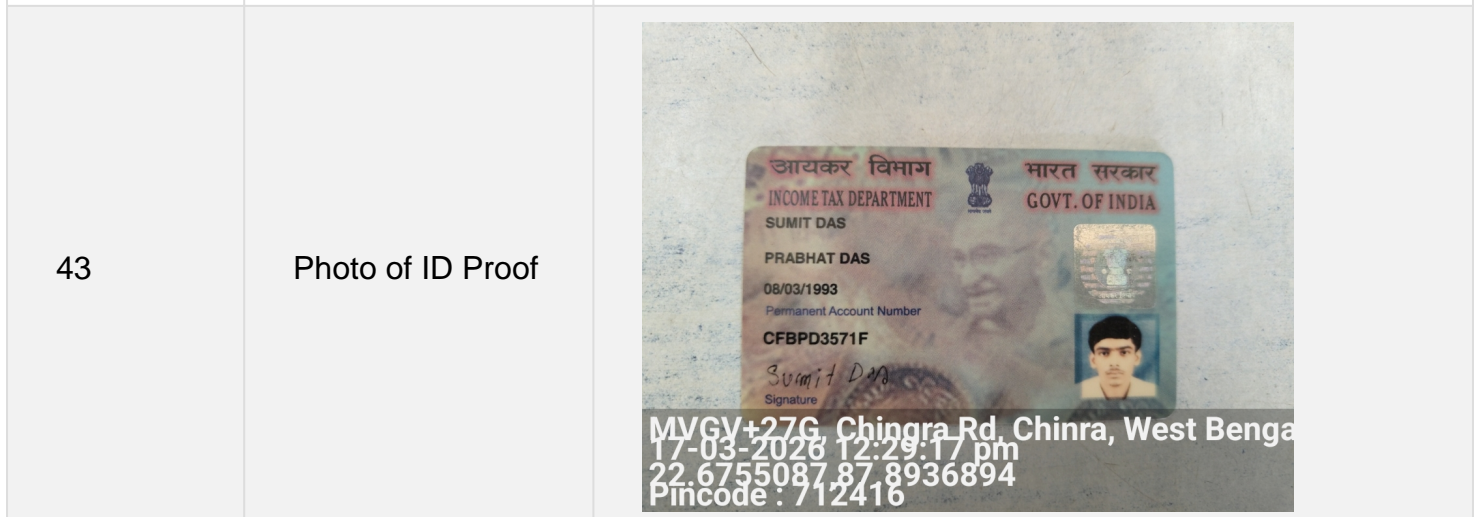 43
Photo of ID Proof
आयकर विभाग
INCOME TAX DEPARTMENT
भारत सरकार
GOVT. OF INDIA
SUMIT DAS
PRABHAT DAS
08/03/1993
Permanent Account Number
CFBPD3571F
Sumit Das
Signature
MVGV+27G, Chingra Rd, Chinra, West Benga
17-03-2026 12:29:17 pm
22.6755087,87.8936894
Pincode : 712416